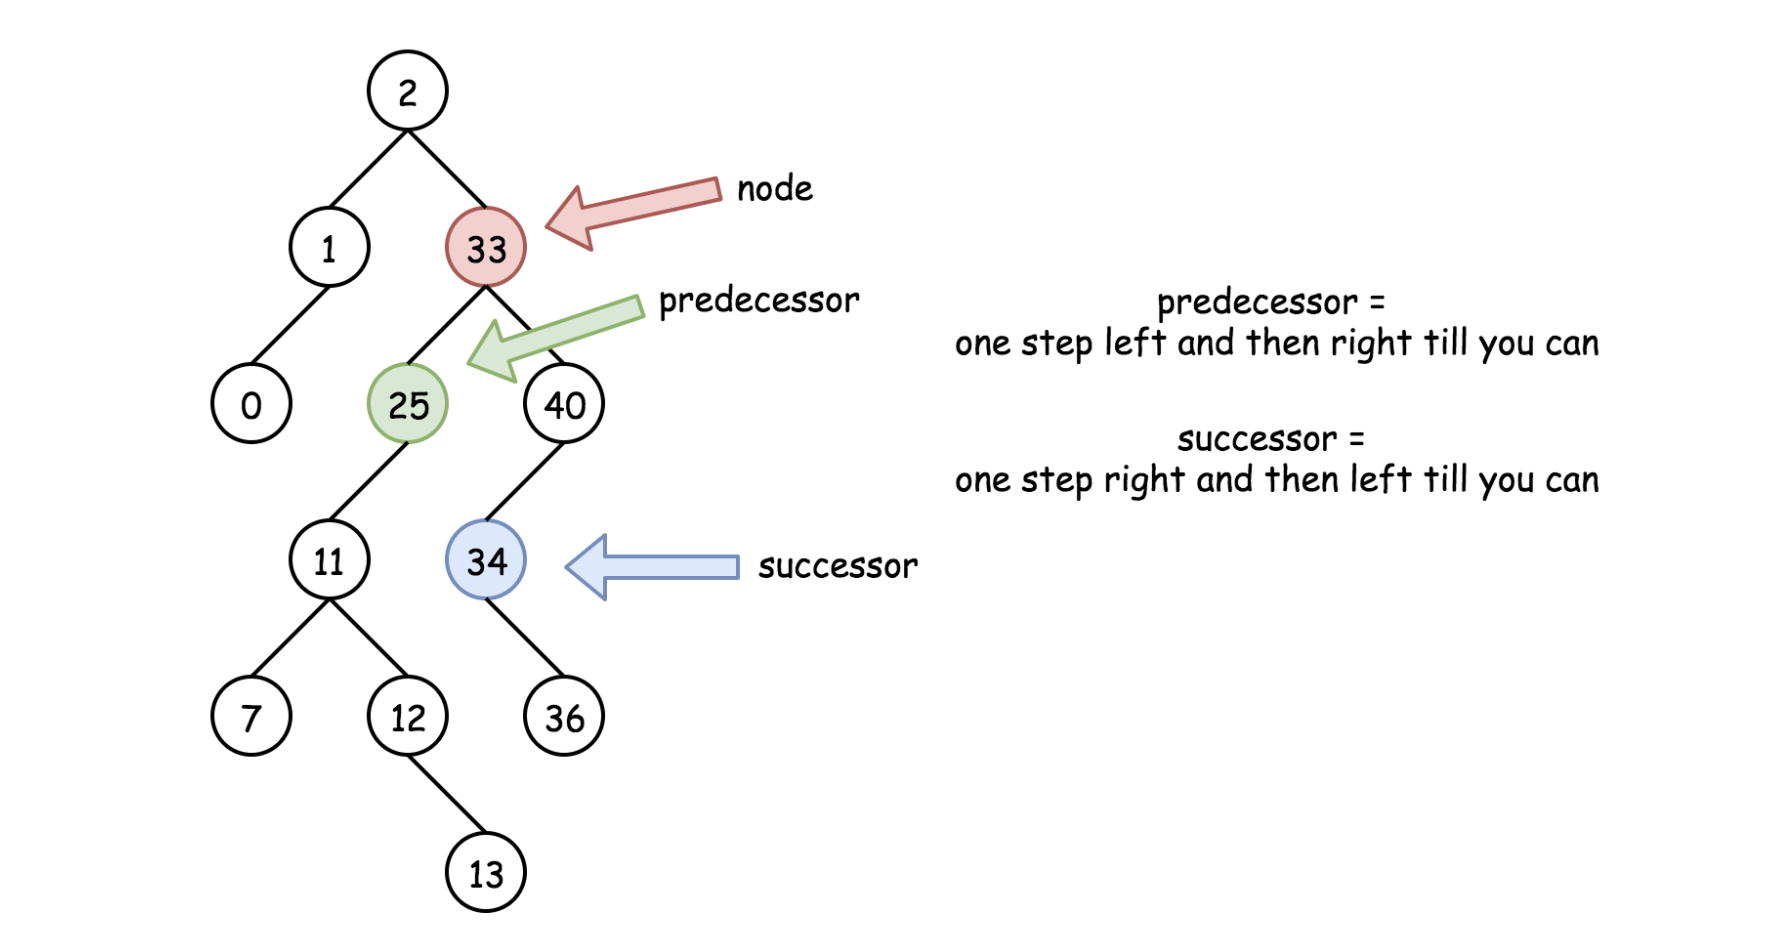 2
node
1
33
predecessor
predecessor =
one step left and then right till you can
0
25
40
successor =
one step right and then left till you can
11
34
successor
7
12
36
13